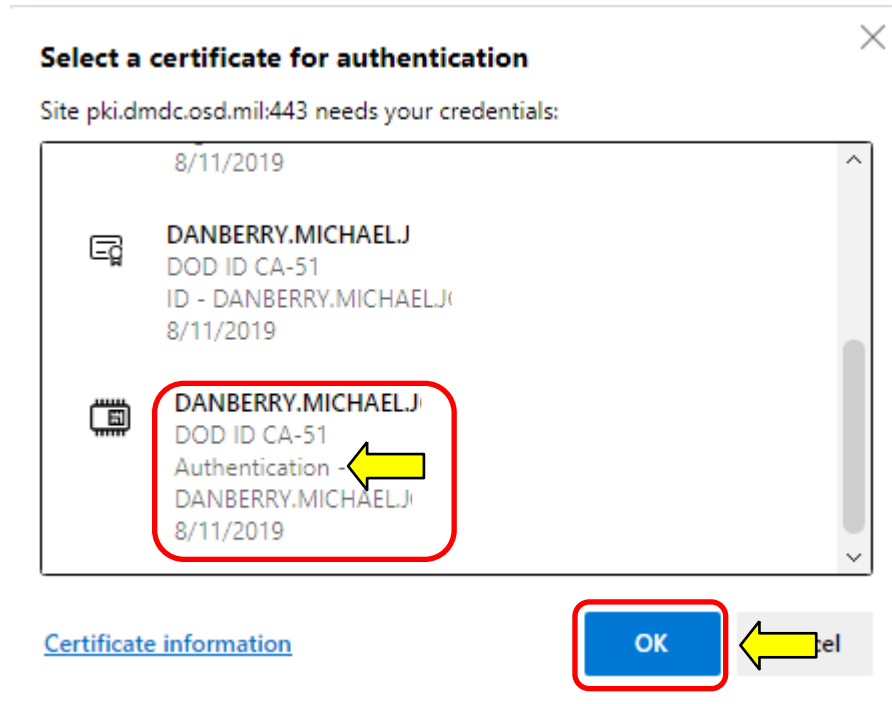 Select a certificate for authentication
Site pki.dmdc.osd.mil:443 needs your credentials:
8/11/2019
DANBERRY.MICHAEL.J
DOD ID CA-51
ID - DANBERRY.MICHAEL.J
8/11/2019
DANBERRY.MICHAEL.J
DOD ID CA-51
Authentication -
DANBERRY.MICHAEL.J
8/11/2019
Certificate information
OK